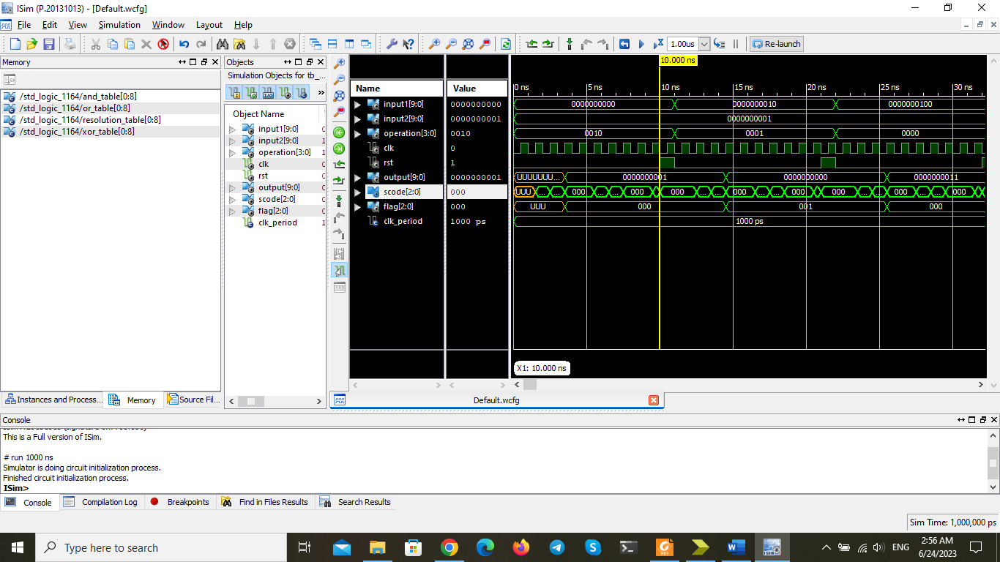 ISim (P.20131013) - [Default.wcfg]
File Edit View Simulation Window Layout Help
1.00us
Re-launch
Memory
/std_logic_1164/and_table[0:8]
/std_logic_1164/or_table[0:8]
/std_logic_1164/resolution_table[0:8]
/std_logic_1164/xor_table[0:8]
Instances and Process...
Memory
Source Fil...
Objects
Simulation Objects for tb_...
»
Object Name
input1[9:0] 0
input2[9:0] 0
operation[3:0] 1
clk 0
rst 0
output[9:0] 0
scode[2:0] 0
flag[2:0] 0
clk_period 1
Name Value
input1[9:0] 0000000000
input2[9:0] 0000000001
operation[3:0] 0010
clk 0
rst 1
output[9:0] 0000000001
scode[2:0] 000
flag[2:0] 000
clk_period 1000 ps
10.000 ns
0 ns 5 ns 10 ns 15 ns 20 ns 25 ns 30 ns
0000000000 0000000010 0000000100
0000000001
0010 0001 0000
UUUUUUU... 0000000001 0000000000 0000000011
UUU ... ... 000 ... ... 000 000 ... ... 000 ... ... 000 000 ... ... 000
UUU 000 001 000
1000 ps
X1: 10.000 ns
Default.wcfg
Console
This is a Full version of ISim.
# run 1000 ns
Simulator is doing circuit initialization process.
Finished circuit initialization process.
ISim>
Console Compilation Log Breakpoints Find in Files Results Search Results
Sim Time: 1,000,000 ps
Type here to search
ENG
2:56 AM
6/24/2023